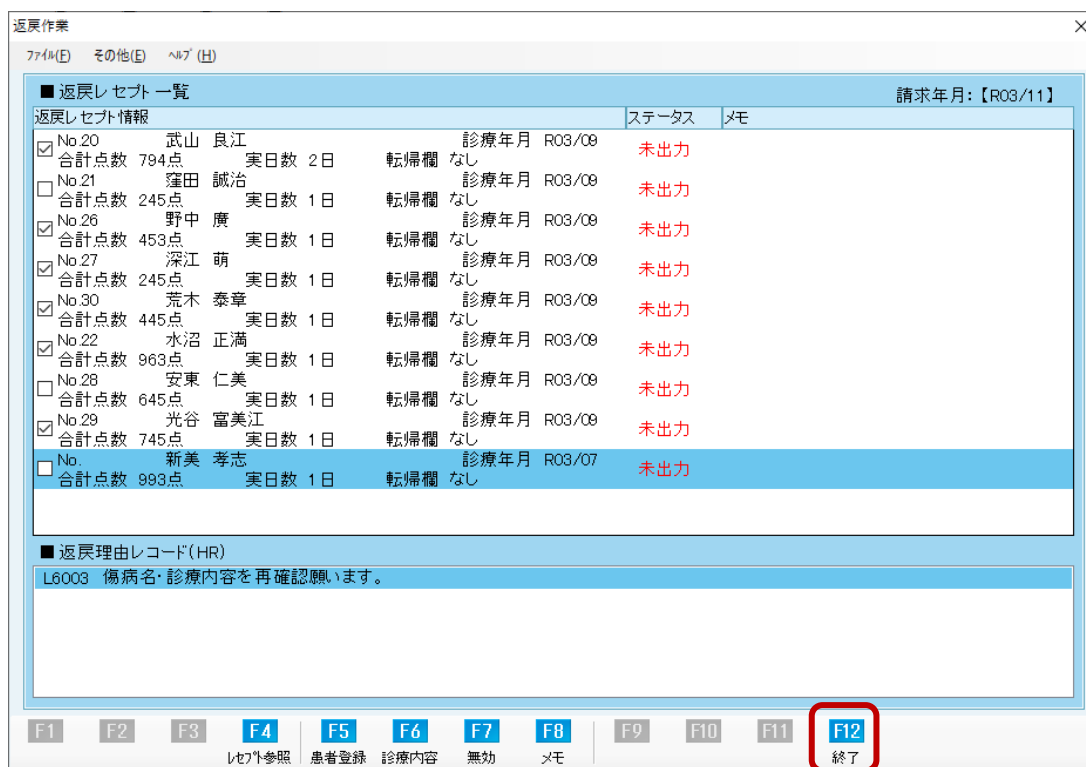 返戻作業
ファイル(F) その他(E) ヘルプ(H)
■返戻レセプト一覧 請求年月:【R03/11】
返戻レセプト情報 ステータス メモ
No.20 武山 良江 診療年月 R03/09
合計点数 794点 実日数 2日 転帰欄 なし 未出力
No.21 窪田 誠治 診療年月 R03/09
合計点数 245点 実日数 1日 転帰欄 なし 未出力
No.26 野中 廣 診療年月 R03/09
合計点数 453点 実日数 1日 転帰欄 なし 未出力
No.27 深江 萌 診療年月 R03/09
合計点数 245点 実日数 1日 転帰欄 なし 未出力
No.30 荒木 泰章 診療年月 R03/09
合計点数 445点 実日数 1日 転帰欄 なし 未出力
No.22 水沼 正満 診療年月 R03/09
合計点数 963点 実日数 1日 転帰欄 なし 未出力
No.28 安東 仁美 診療年月 R03/09
合計点数 645点 実日数 1日 転帰欄 なし 未出力
No.29 光谷 富美江 診療年月 R03/09
合計点数 745点 実日数 1日 転帰欄 なし 未出力
No. 新美 孝志 診療年月 R03/07
合計点数 993点 実日数 1日 転帰欄 なし 未出力
■返戻理由レコード(HR)
L6003 傷病名・診療内容を再確認願います。
F1 F2 F3 F4 F5 F6 F7 F8 F9 F10 F11 F12
レセプト参照 患者登録 診療内容 無効 メモ 終了